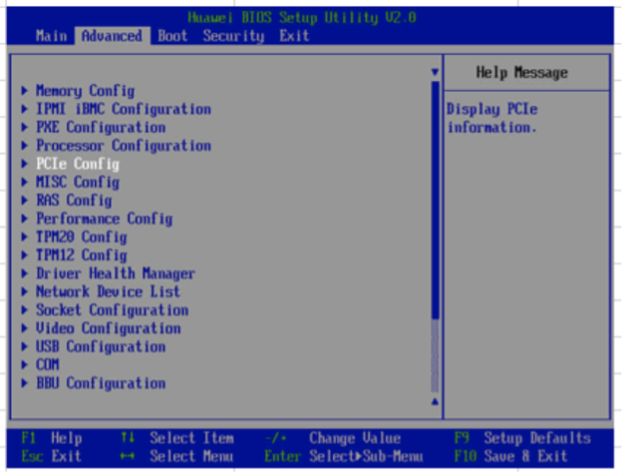 Huawei BIOS Setup Utility V2.0
Main Advanced Boot Security Exit
Help Message
Memory Config
IPMI iBMC Configuration
PXE Configuration
Processor Configuration
PCIe Config
MISC Config
RAS Config
Performance Config
TPM20 Config
TPM12 Config
Driver Health Manager
Network Device List
Socket Configuration
Video Configuration
USB Configuration
COM
BBU Configuration
Display PCIe
information.
F1 Help ↑↓ Select Item -/+ Change Value F9 Setup Defaults
Esc Exit ↔ Select Menu Enter Select▶Sub-Menu F10 Save & Exit